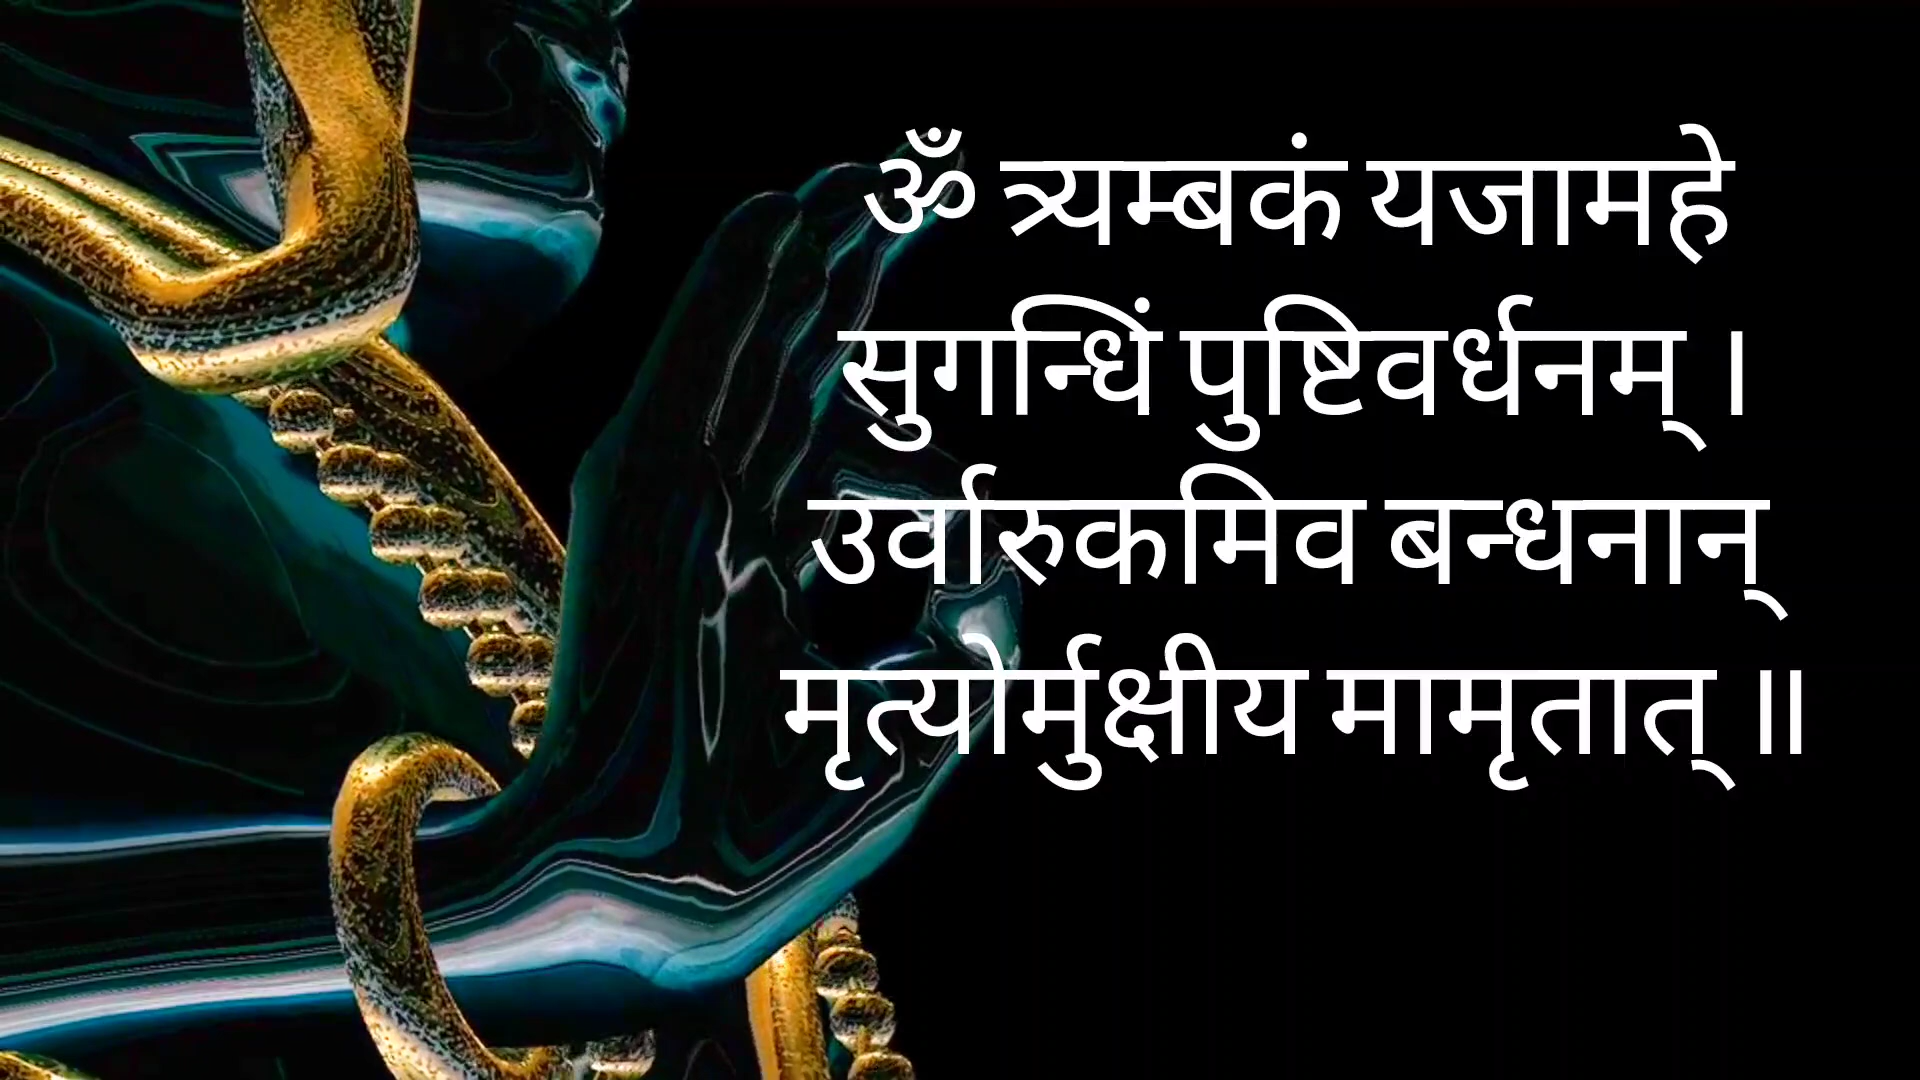 ॐ त्र्यम्बकं यजामहे
सुगन्धिं पुष्टिवर्धनम् ।
उर्वारुकमिव बन्धनान्
मृत्योर्मुक्षीय मामृतात् ॥